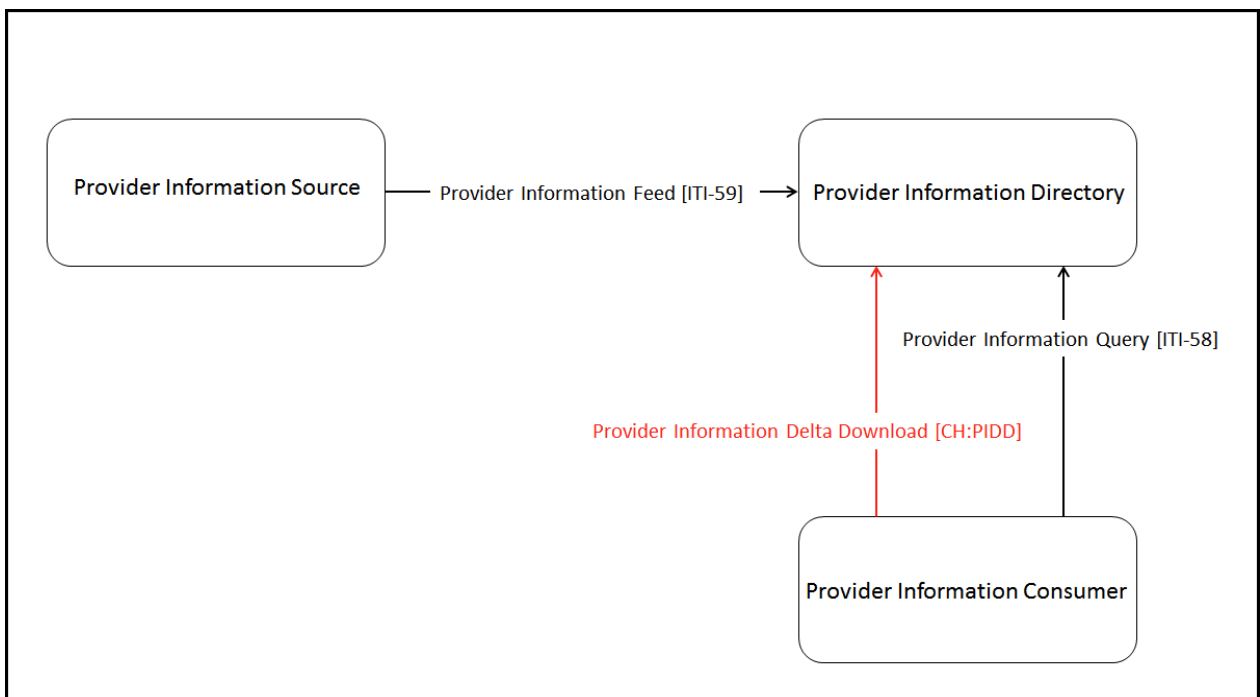 Provider Information Source
Provider Information Feed [ITI-59]
Provider Information Directory
Provider Information Query [ITI-58]
Provider Information Delta Download [CH:PIDD]
Provider Information Consumer